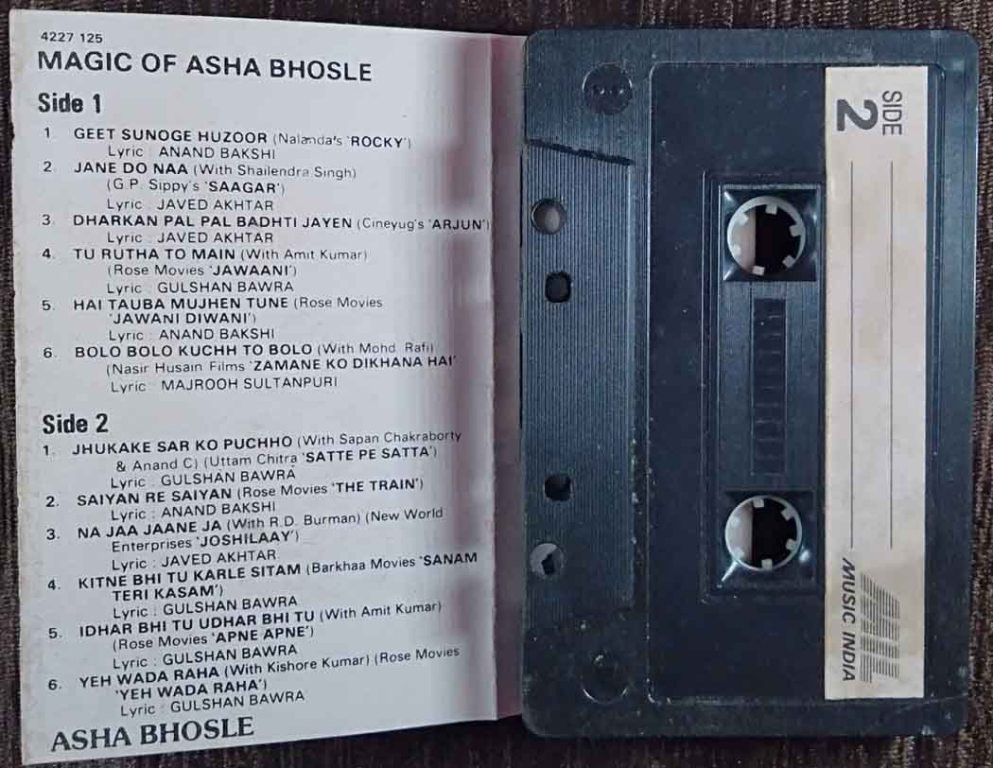 4227 125
MAGIC OF ASHA BHOSLE
Side 1
1. GEET SUNOGE HUZOOR (Nalanda's 'ROCKY')
Lyric : ANAND BAKSHI
2. JANE DO NAA (With Shailendra Singh)
(G.P. Sippy's 'SAAGAR')
Lyric : JAVED AKHTAR
3. DHARKAN PAL PAL BADHTI JAYEN (Cineyug's 'ARJUN')
Lyric : JAVED AKHTAR
4. TU RUTHA TO MAIN (With Amit Kumar)
(Rose Movies 'JAWAANI')
Lyric : GULSHAN BAWRA
5. HAI TAUBA MUJHEN TUNE (Rose Movies
'JAWANI DIWANI')
Lyric : ANAND BAKSHI
6. BOLO BOLO KUCHH TO BOLO (With Mohd. Rafi)
(Nasir Husain Films 'ZAMANE KO DIKHANA HAI'
Lyric : MAJROOH SULTANPURI
Side 2
1. JHUKAKE SAR KO PUCHHO (With Sapan Chakraborty
& Anand C) (Uttam Chitra 'SATTE PE SATTA')
Lyric : GULSHAN BAWRA
2. SAIYAN RE SAIYAN (Rose Movies 'THE TRAIN')
Lyric : ANAND BAKSHI
3. NA JAA JAANE JA (With R.D. Burman) (New World
Enterprises 'JOSHILAAY')
Lyric : JAVED AKHTAR
4. KITNE BHI TU KARLE SITAM (Barkhaa Movies 'SANAM
TERI KASAM')
Lyric : GULSHAN BAWRA
5. IDHAR BHI TU UDHAR BHI TU (With Amit Kumar)
(Rose Movies 'APNE APNE')
Lyric : GULSHAN BAWRA
6. YEH WADA RAHA (With Kishore Kumar) (Rose Movies
'YEH WADA RAHA')
Lyric : GULSHAN BAWRA
ASHA BHOSLE
SIDE
2
MUSIC INDIA